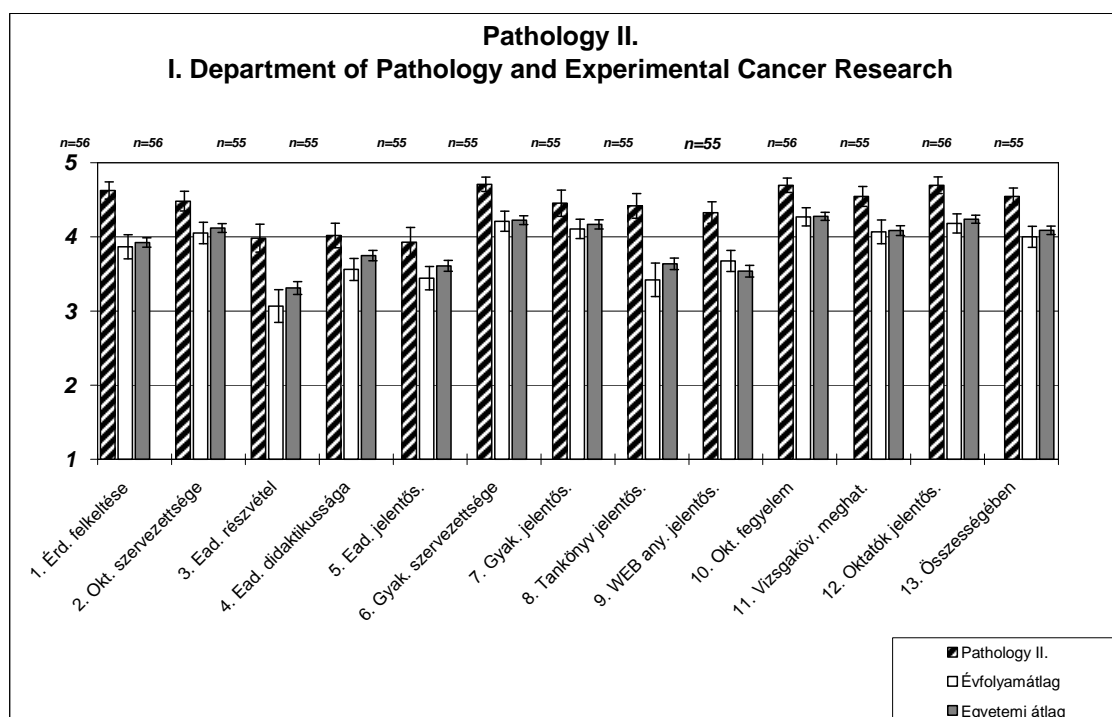 Pathology II.
I. Department of Pathology and Experimental Cancer Research
n=56 n=56 n=55 n=55 n=55 n=55 n=55 n=55 n=55 n=56 n=55 n=56 n=55
5
4
3
2
1
1. Érd. felkeltése
2. Okt. szervezettsége
3. Ead. részvétel
4. Ead. didaktikussága
5. Ead. jelentős.
6. Gyak. szervezettsége
7. Gyak. jelentős.
8. Tankönyv jelentős.
9. WEB any. jelentős.
10. Okt. fegyelem
11. Vizsgaköv. meghat.
12. Oktatók jelentős.
13. Összességében
Pathology II.
Évfolyamátlag
Egyetemi átlag